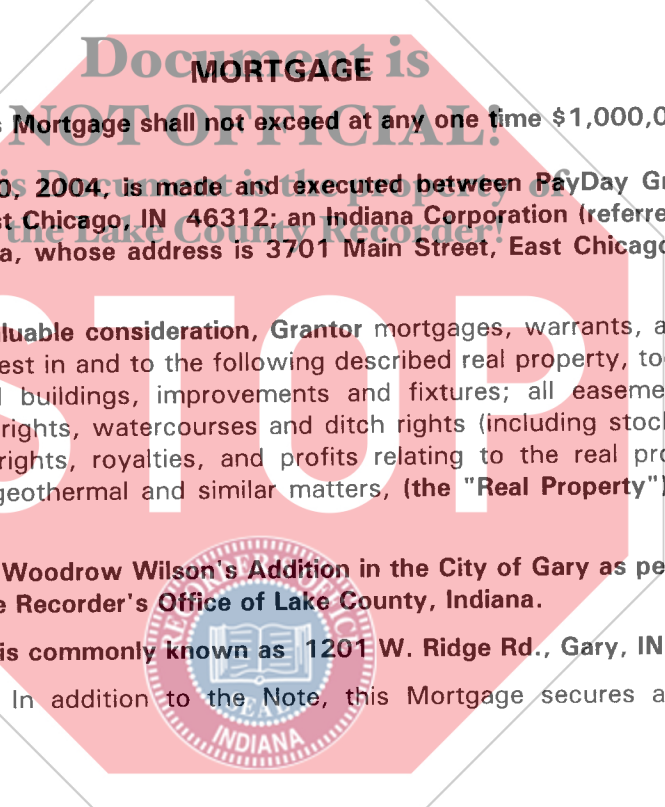 Document is
MORTGAGE
NOT OFFICIAL!
s Mortgage shall not exceed at any one time $1,000,0
This Document is the property of
0, 2004, is made and executed between PayDay Gr
the Lake County Recorder!
st Chicago, IN 46312; an Indiana Corporation (referre
a, whose address is 3701 Main Street, East Chicago
STOP
luable consideration, Grantor mortgages, warrants, a
est in and to the following described real property, to
d buildings, improvements and fixtures; all easeme
rights, watercourses and ditch rights (including stock
rights, royalties, and profits relating to the real pro
geothermal and similar matters, (the "Real Property")
Woodrow Wilson's Addition in the City of Gary as pe
e Recorder's Office of Lake County, Indiana.
is commonly known as 1201 W. Ridge Rd., Gary, IN
In addition to the Note, this Mortgage secures a
SEAL
INDIANA